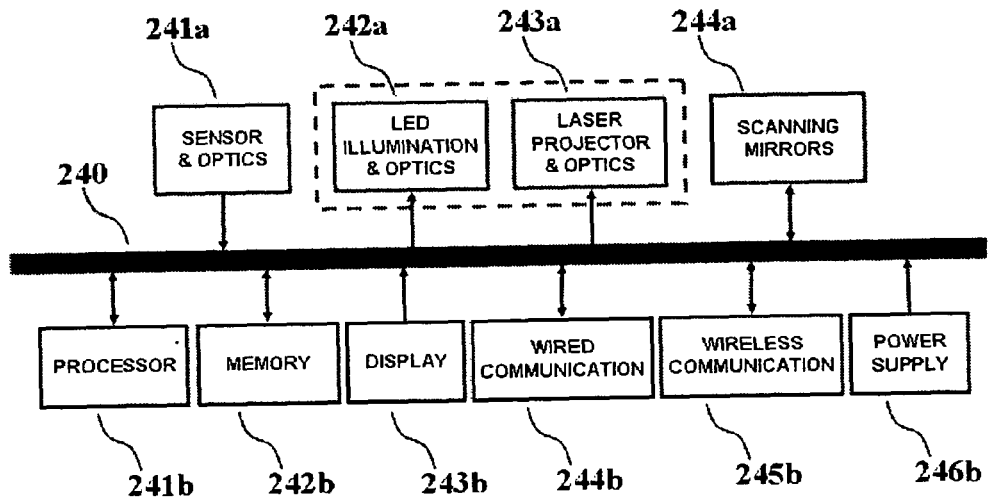 241a
242a
243a
244a
SENSOR
& OPTICS
LED
ILLUMINATION
& OPTICS
LASER
PROJECTOR
& OPTICS
SCANNING
MIRRORS
240
PROCESSOR
MEMORY
DISPLAY
WIRED
COMMUNICATION
WIRELESS
COMMUNICATION
POWER
SUPPLY
241b
242b
243b
244b
245b
246b